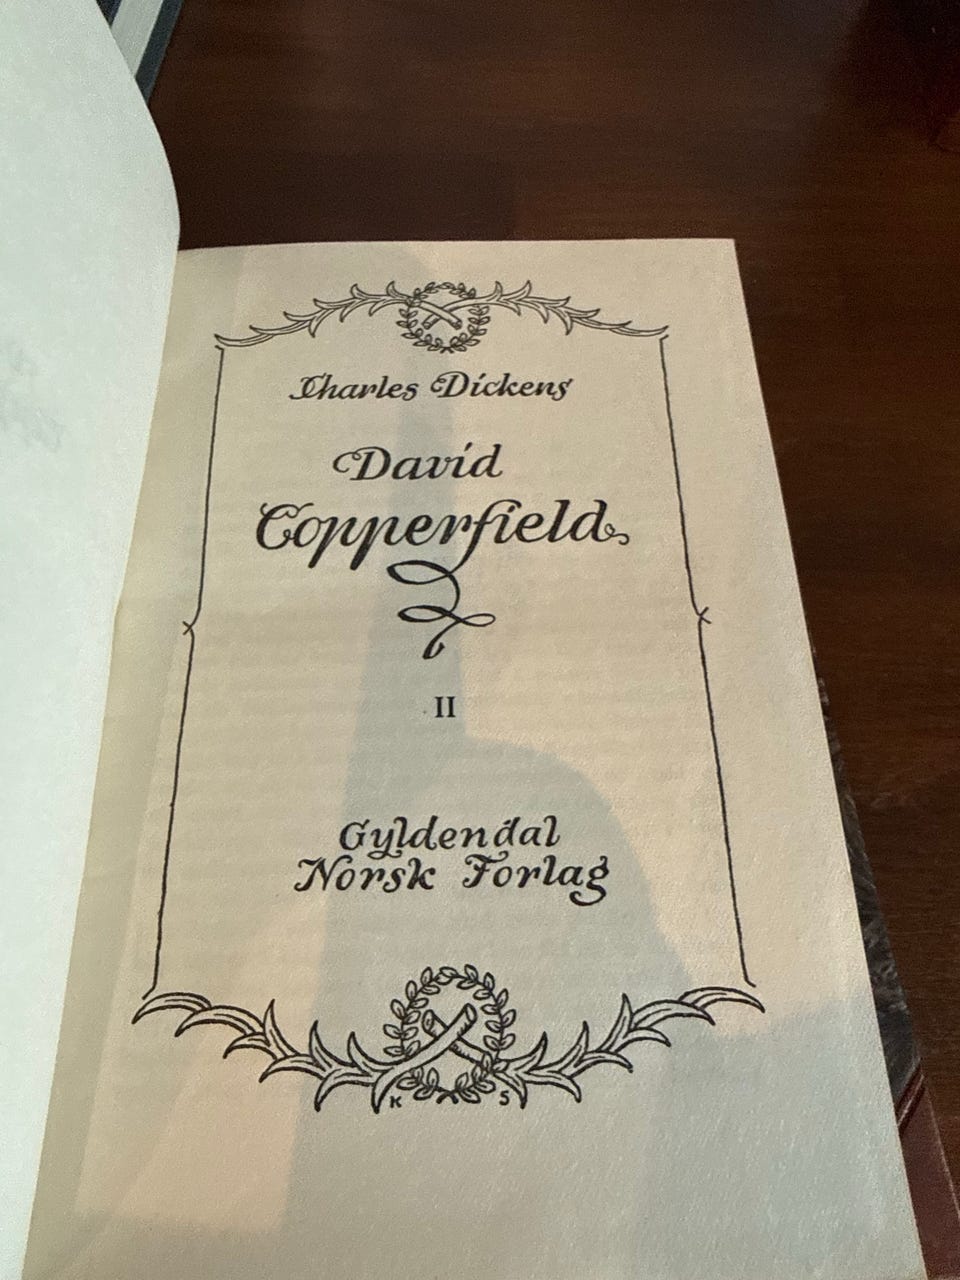 Charles Dickens
David
Copperfield
II
Gyldendal
Norsk Forlag
K S